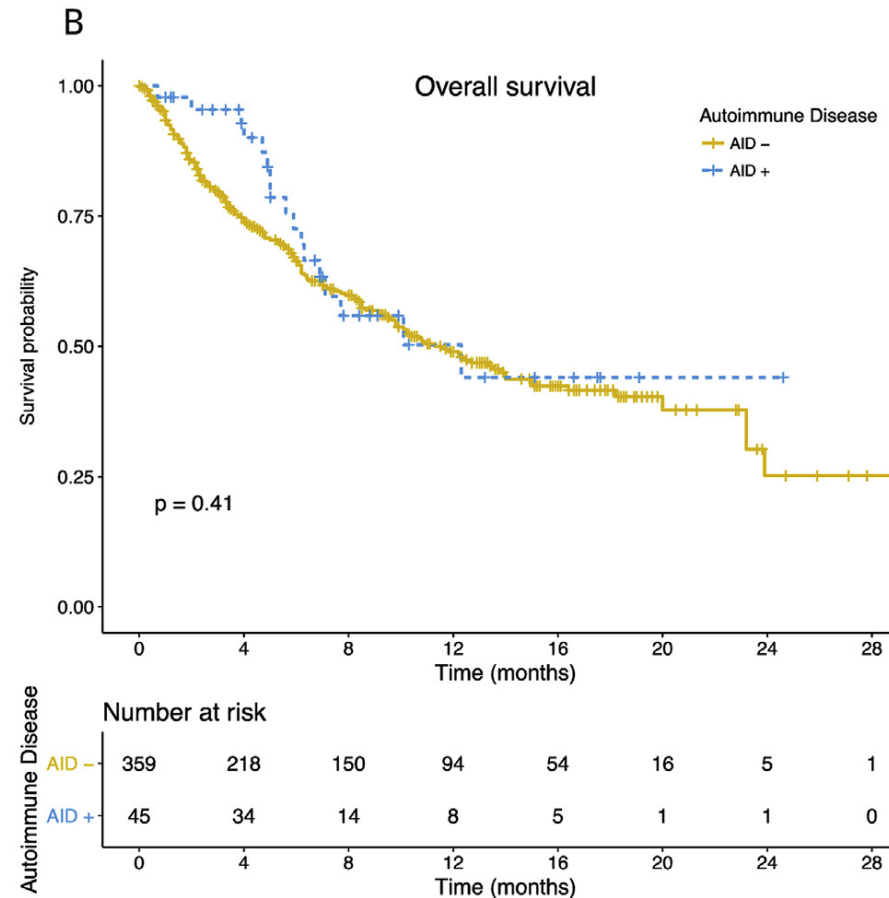 B
Overall survival
Autoimmune Disease
AID –
AID +
Survival probability
1.00
0.75
0.50
0.25
0.00
p = 0.41
0 4 8 12 16 20 24 28
Time (months)
Number at risk
Autoimmune Disease
AID – 359 218 150 94 54 16 5 1
AID + 45 34 14 8 5 1 1 0
0 4 8 12 16 20 24 28
Time (months)